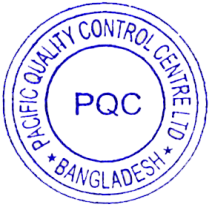 PACIFIC QUALITY CONTROL CENTRE LTD
PQC
★ BANGLADESH ★